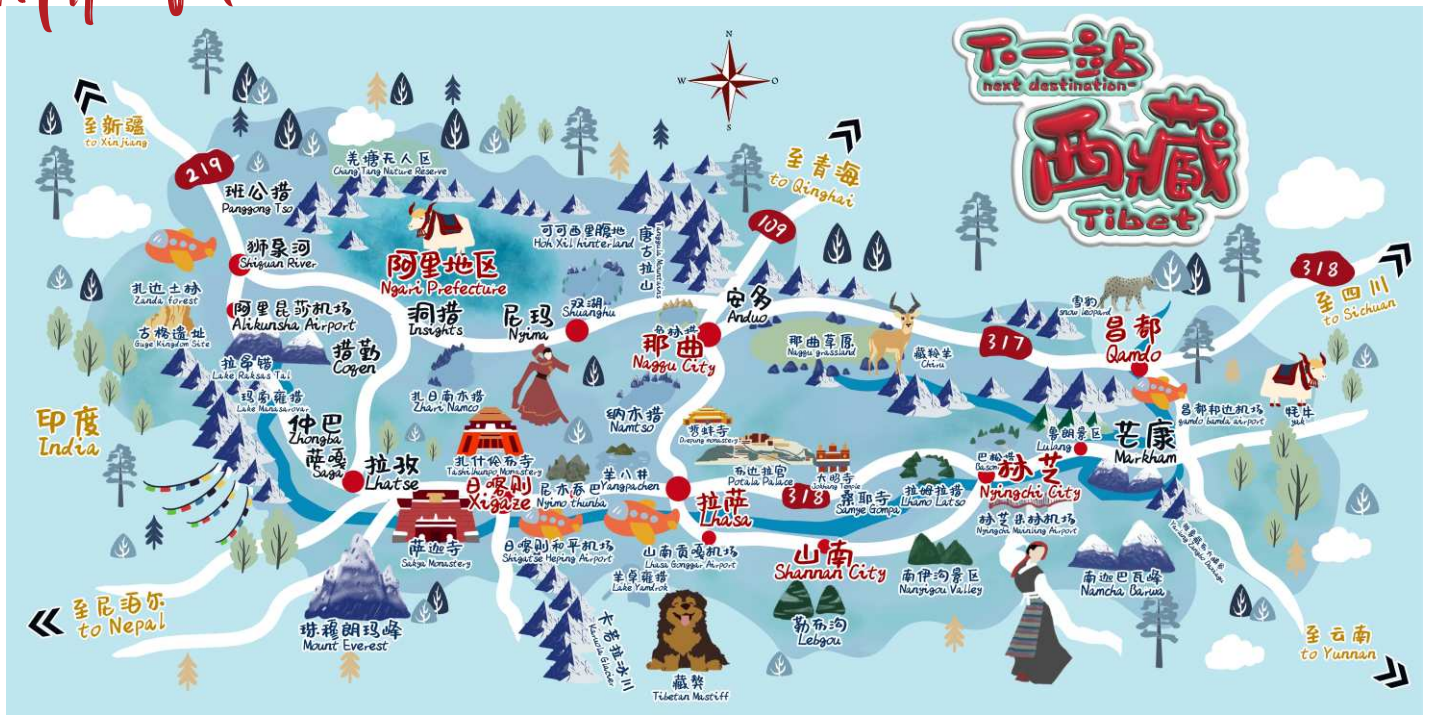 下一站
next destination
西藏
Tibet
N
W
O
S
至新疆
to Xinjiang
219
班公措
Panggong Tso
羌塘无人区
Chang Tang Nature Reserve
至青海
to Qinghai
109
狮泉河
Shiquan River
阿里地区
Ngari Prefecture
可可西里腹地
Hoh Xil hinterland
唐古拉山
318
至四川
to Sichuan
扎达土林
Zanda forest
阿里昆莎机场
Alikunsha Airport
古格遗址
Guge Kingdom Site
洞措
Insights
尼玛
Nyima
双湖
Shuanghu
安多
Anduo
那曲
Nagqu City
那曲草原
Nagqu grassland
藏羚羊
Chiru
317
雪豹
snow leopard
昌都
Qamdo
措勤
Coqen
拉昂错
Lake Raksas Tal
玛旁雍措
Lake Manasarovar
印度
India
仲巴
Zhongba
萨嘎
Saga
拉孜
Lhatse
扎日南木措
Zhari Namco
纳木措
Namtso
扎什伦布寺
Tashilhunpo Monastery
日喀则
Xigaze
尼木吞巴
Nyimo thunba
羊八井
Yangpachen
哲蚌寺
Drepung monastery
布达拉宫
Potala Palace
大昭寺
Jokhang Temple
拉萨
Lhasa
318
桑耶寺
Samye Gompa
拉姆拉措
Lhamo Latso
巴松措
林芝
Nyingchi City
鲁朗景区
Lulang
芒康
Markham
昌都邦达机场
qamdo bamda airport
牦牛
yak
林芝米林机场
Nyingchi Mainling Airport
萨迦寺
Sakya Monastery
日喀则和平机场
Shigatse Heping Airport
山南贡嘎机场
Lhasa Gonggar Airport
山南
Shannan City
羊卓雍措
Lake Yamdrok
南伊沟景区
Nanyigou Valley
南迦巴瓦峰
Namcha Barwa
勒布沟
Lebgou
卡若拉冰川
藏獒
Tibetan Mastiff
珠穆朗玛峰
Mount Everest
至尼泊尔
to Nepal
至云南
to Yunnan